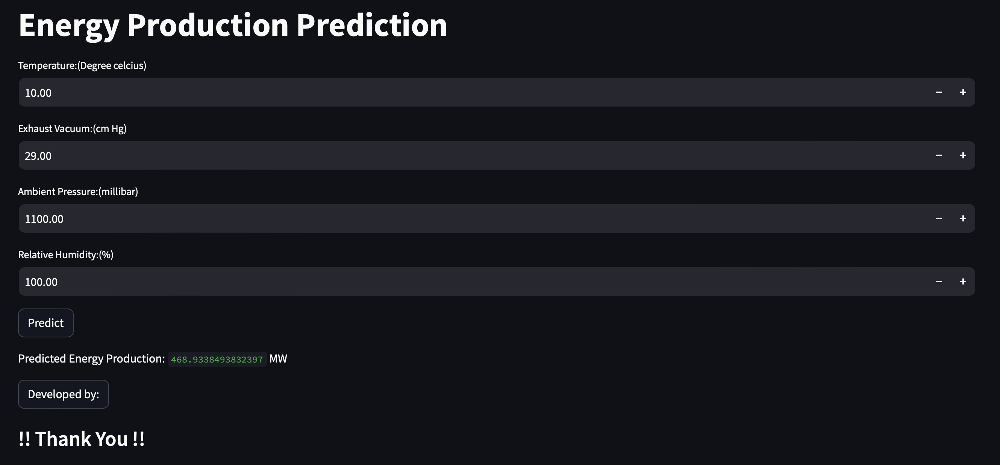 Energy Production Prediction
Temperature:(Degree celcius)
10.00
Exhaust Vacuum:(cm Hg)
29.00
Ambient Pressure:(millibar)
1100.00
Relative Humidity:(%)
100.00
Predict
Predicted Energy Production: 468.9338493832397 MW
Developed by:
!! Thank You !!